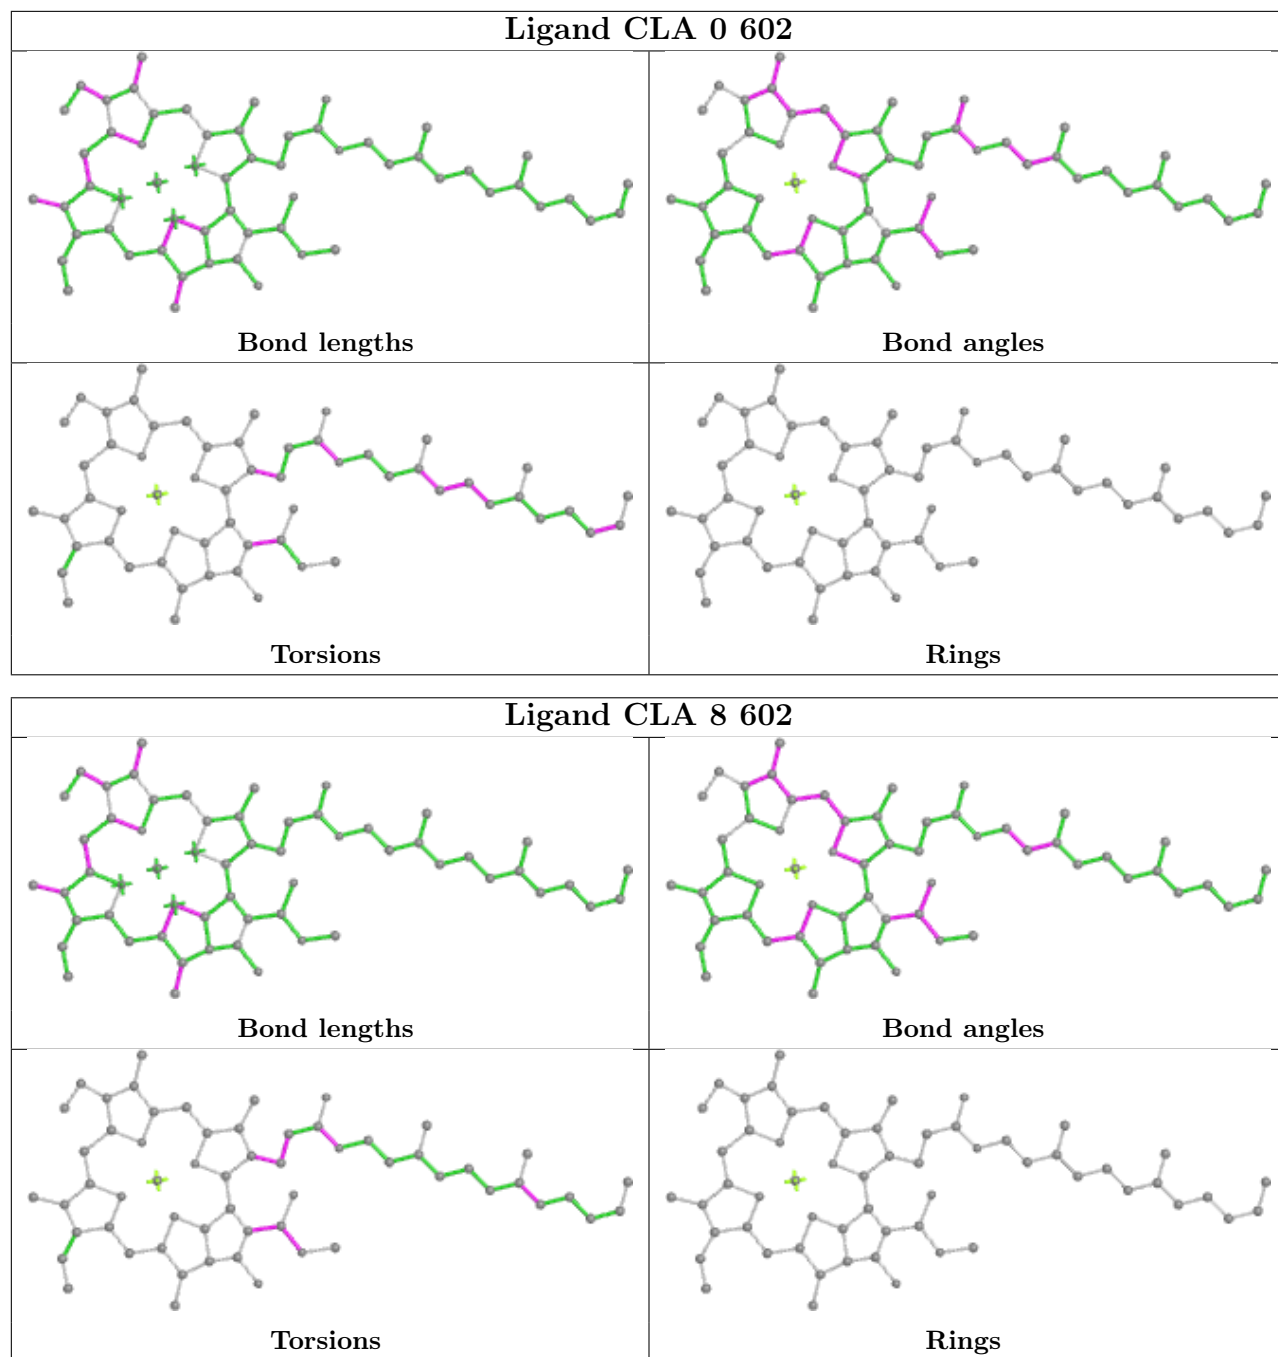 Ligand CLA 0 602
Bond lengths
Bond angles
Torsions
Rings
Ligand CLA 8 602
Bond lengths
Bond angles
Torsions
Rings